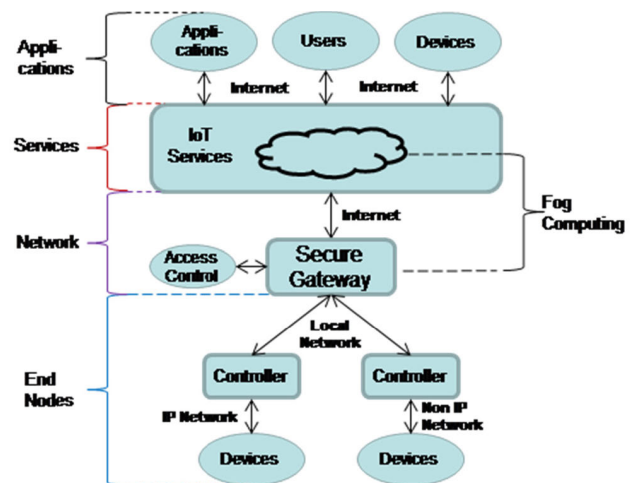 Appli-
cations
Appli-
cations
Users
Devices
Internet
Internet
Services
IoT
Services
Internet
Fog
Computing
Network
Access
Control
Secure
Gateway
Local
Network
Controller
Controller
End
Nodes
IP Network
Non IP
Network
Devices
Devices